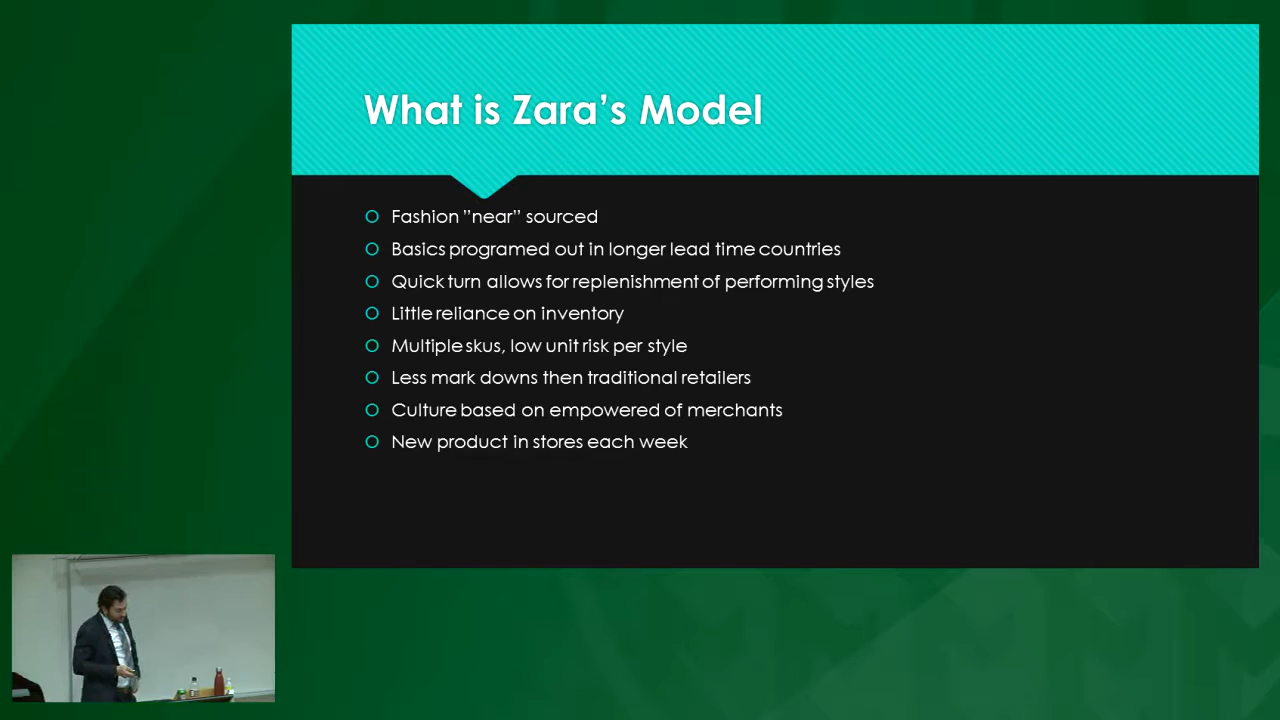 What is Zara's Model
Fashion "near" sourced
Basics programed out in longer lead time countries
Quick turn allows for replenishment of performing styles
Little reliance on inventory
Multiple skus, low unit risk per style
Less mark downs then traditional retailers
Culture based on empowered of merchants
New product in stores each week